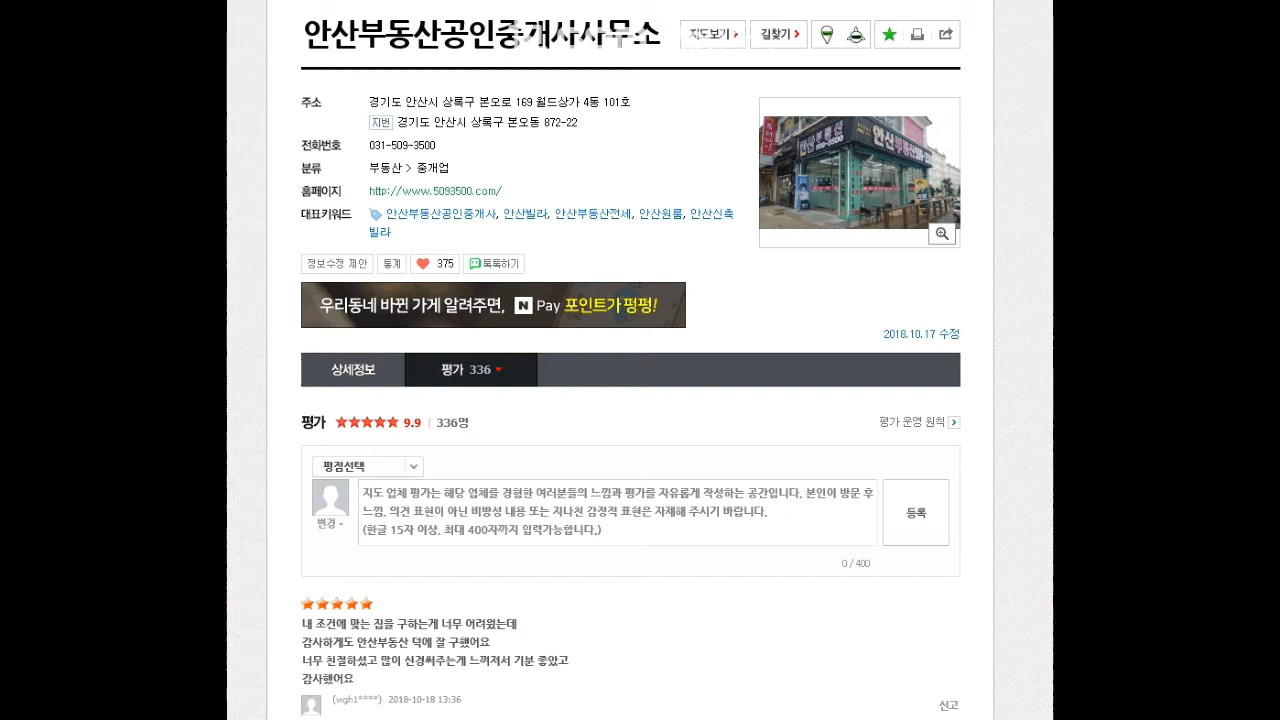 안산부동산공인중개사사무소
지도보기
길찾기
주소 경기도 안산시 상록구 본오로 169 월드상가 4동 101호
지번 경기도 안산시 상록구 본오동 872-22
전화번호 031-509-3500
분류 부동산 > 중개업
홈페이지 http://www.5093500.com/
대표키워드 안산부동산공인중개사, 안산빌라, 안산부동산전세, 안산원룸, 안산신축
빌라
정보수정 제안 통계 375 톡톡하기
우리동네 바뀐 가게 알려주면, N Pay 포인트가 펑펑!
2018.10.17 수정
상세정보 평가 336
평가 9.9 336명
평가 운영 원칙
평점선택
지도 업체 평가는 해당 업체를 경험한 여러분들의 느낌과 평가를 자유롭게 작성하는 공간입니다. 본인이 방문 후
느낌, 의견 표현이 아닌 비방성 내용 또는 지나친 감정적 표현은 자제해 주시기 바랍니다.
(한글 15자 이상, 최대 400자까지 입력가능합니다.)
변경
등록
0 / 400
내 조건에 맞는 집을 구하는게 너무 어려웠는데
감사하게도 안산부동산 덕에 잘 구했어요
너무 친절하셨고 많이 신경써주는게 느껴져서 기분 좋았고
감사했어요
(wgh1****) 2018-10-18 13:36
신고